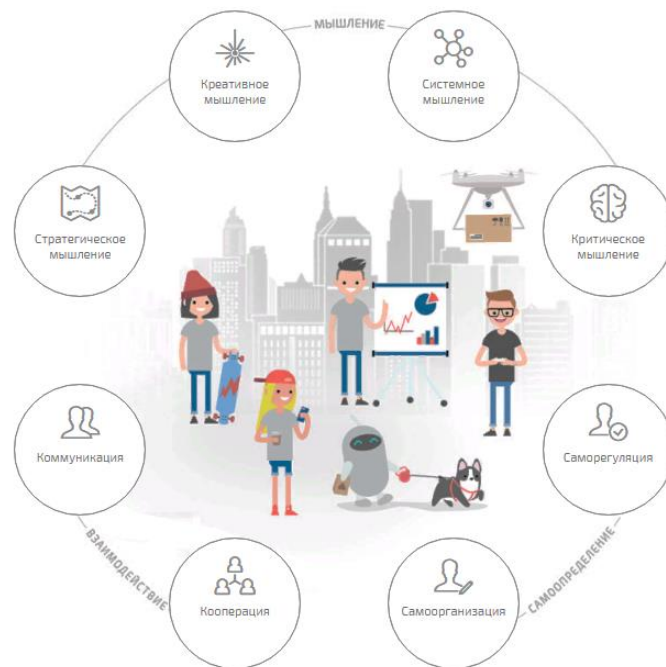 МЫШЛЕНИЕ
Креативное
мышление
Системное
мышление
Стратегическое
мышление
Критическое
мышление
Коммуникация
Саморегуляция
ВЗАИМОДЕЙСТВИЕ
САМООПРЕДЕЛЕНИЕ
Кооперация
Самоорганизация